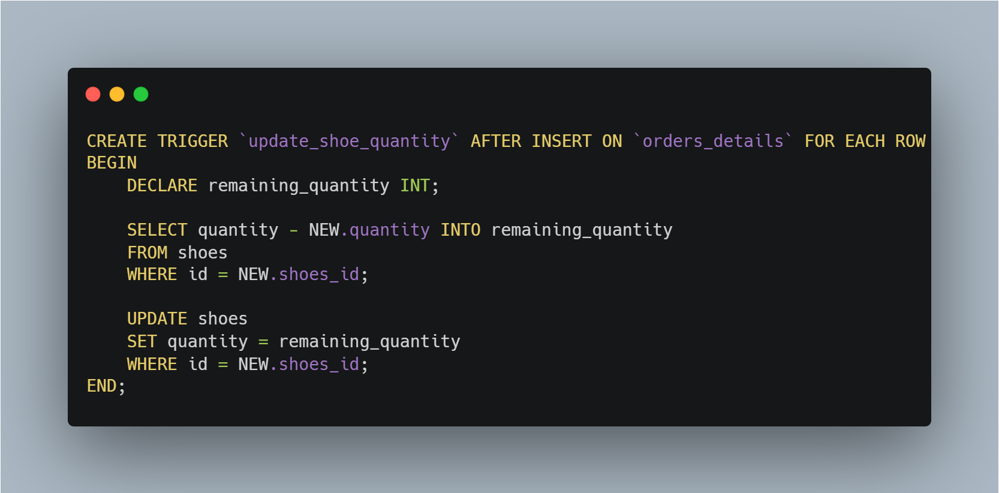 CREATE TRIGGER `update_shoe_quantity` AFTER INSERT ON `orders_details` FOR EACH ROW
BEGIN
    DECLARE remaining_quantity INT;

    SELECT quantity - NEW.quantity INTO remaining_quantity
    FROM shoes
    WHERE id = NEW.shoes_id;

    UPDATE shoes
    SET quantity = remaining_quantity
    WHERE id = NEW.shoes_id;
END;